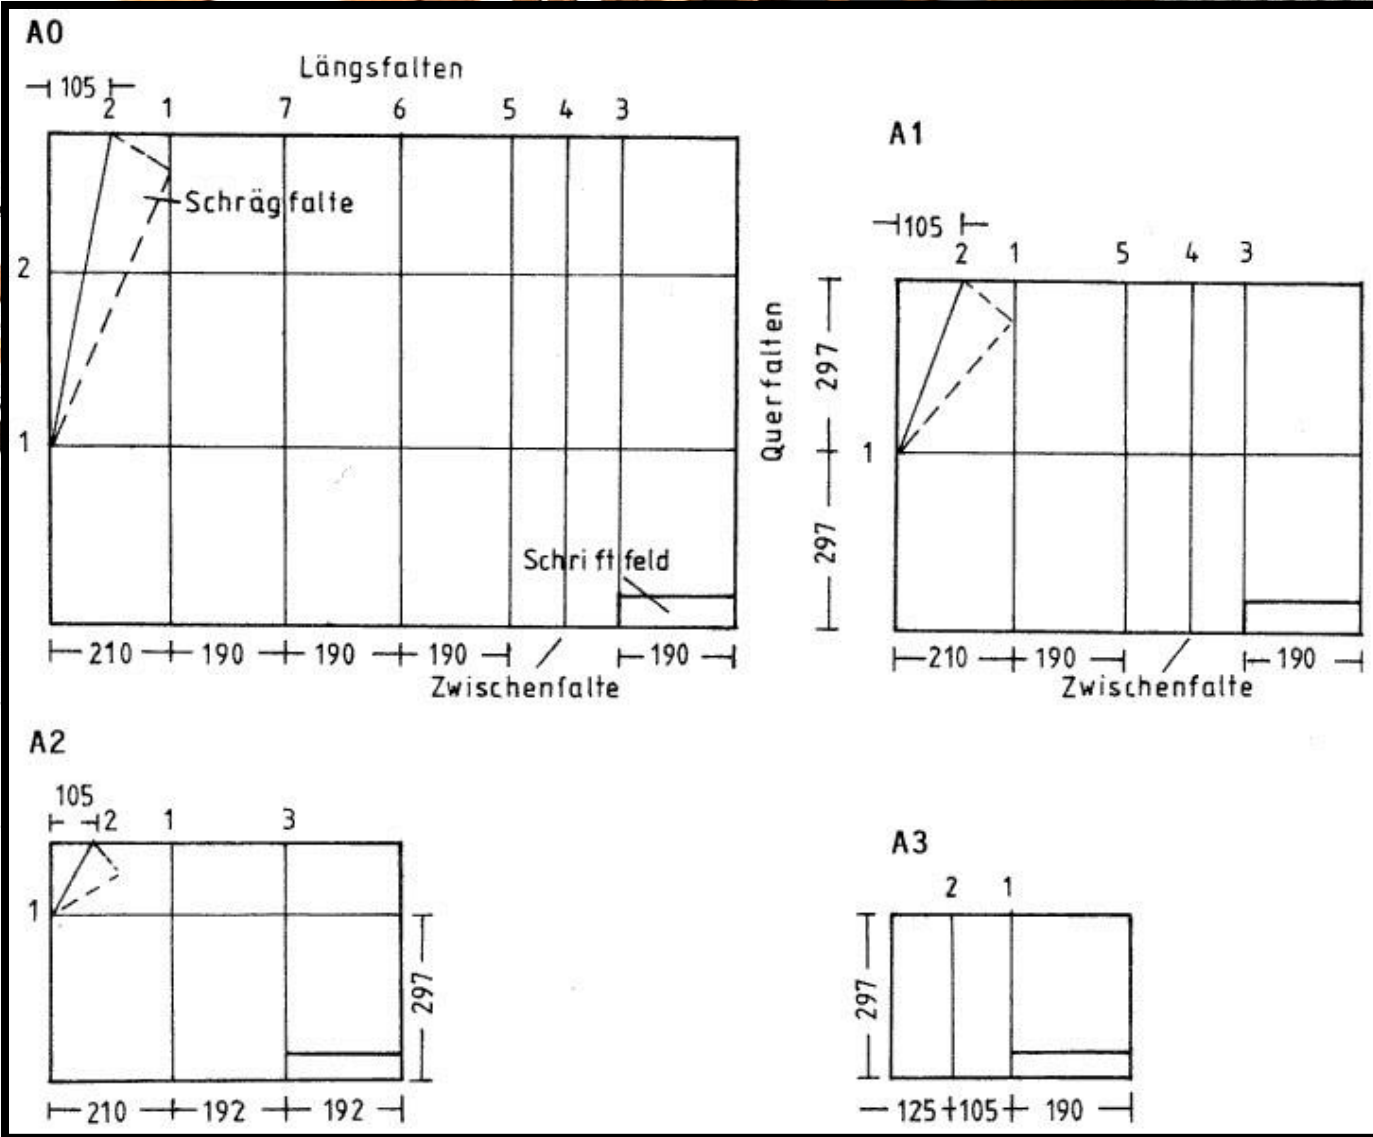 A0
Längsfalten
105
2 1 7 6 5 4 3
Schrägfalte
2
1
Schriftfeld
210 190 190 190 190
Zwischenfalte
Querfalten
A1
105
2 1 5 4 3
297
1
297
210 190 190
Zwischenfalte
A2
105
2 1 3
1
297
210 192 192
A3
2 1
297
125 105 190